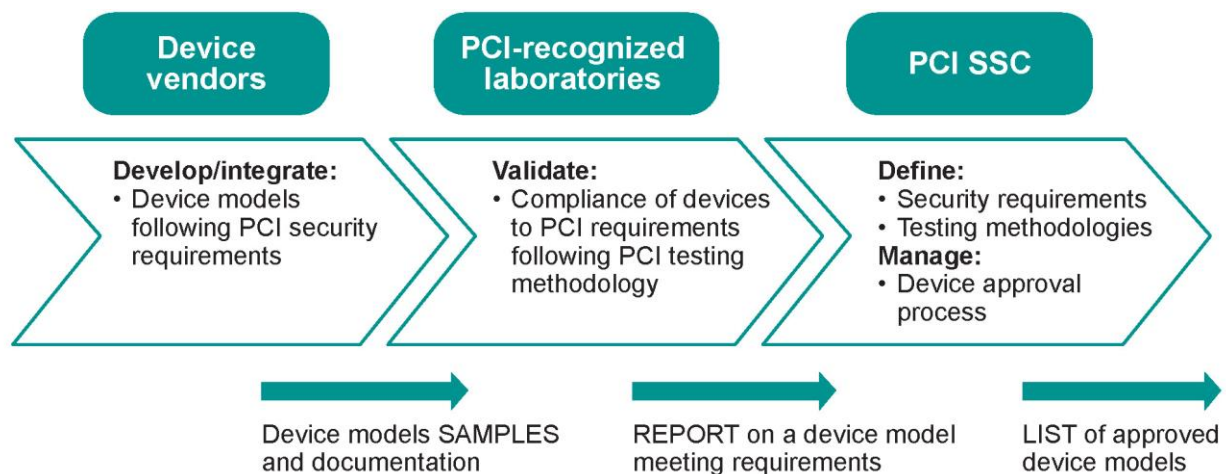 Device
vendors
PCI-recognized
laboratories
PCI SSC
Develop/integrate:
• Device models
following PCI security
requirements
Validate:
• Compliance of devices
to PCI requirements
following PCI testing
methodology
Define:
• Security requirements
• Testing methodologies
Manage:
• Device approval
process
Device models SAMPLES
and documentation
REPORT on a device model
meeting requirements
LIST of approved
device models